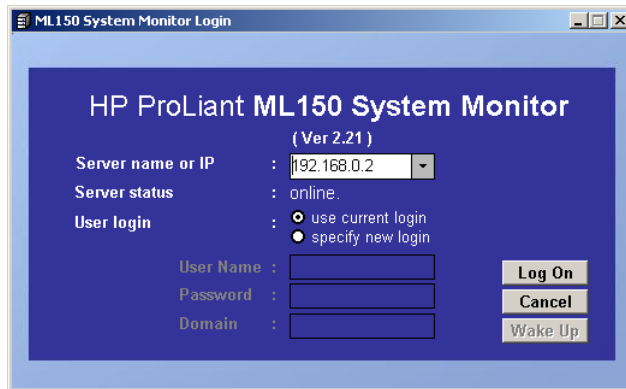 ML150 System Monitor Login
HP ProLiant ML150 System Monitor
( Ver 2.21 )
Server name or IP : 192.168.0.2
Server status : online.
User login : use current login
specify new login
User Name :
Password :
Domain :
Log On
Cancel
Wake Up